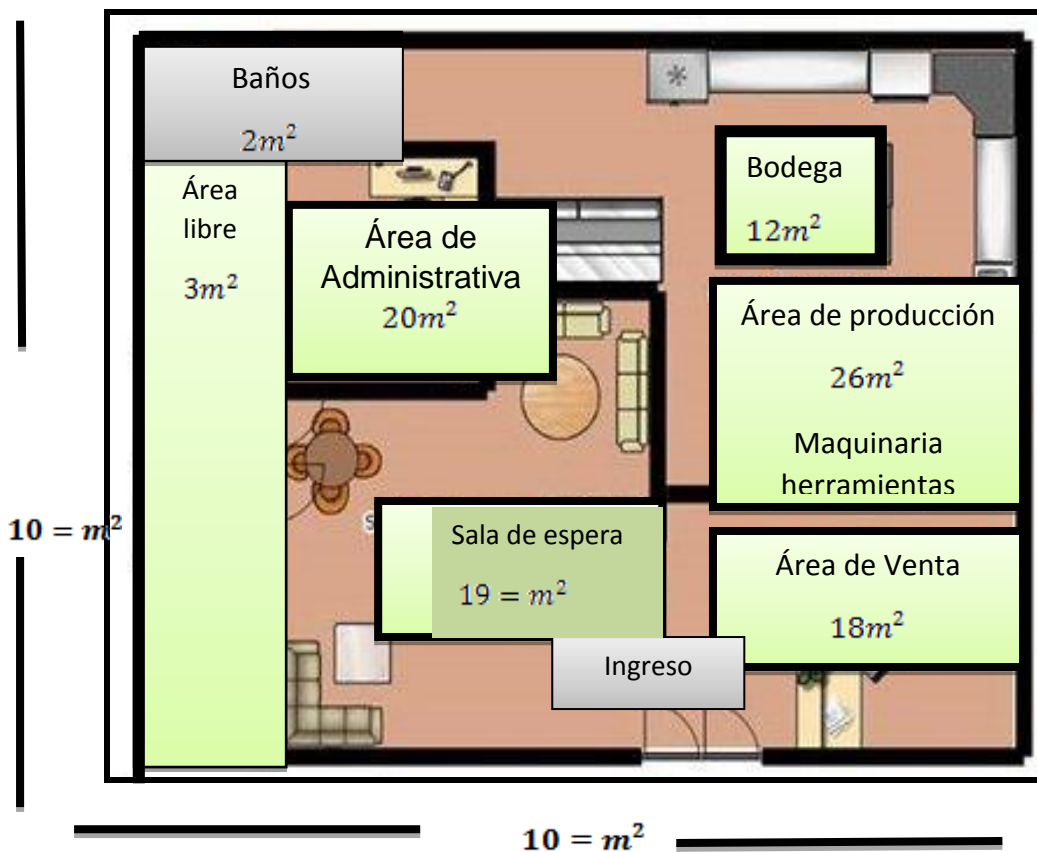 Baños
2m²
Área
libre
3m²
Área de
Administrativa
20m²
Bodega
12m²
Área de producción
26m²
Maquinaria
herramientas
10 = m²
S
Sala de espera
19 = m²
Área de Venta
18m²
Ingreso
10 = m²